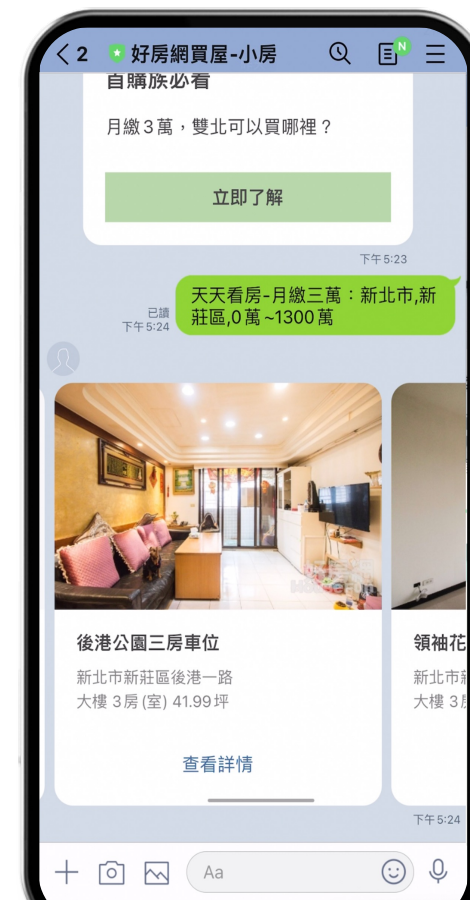 2
好房網買屋-小房
N
首購族必看
月繳3萬，雙北可以買哪裡？
立即了解
下午5:23
天天看房-月繳三萬：新北市,新
莊區,0萬~1300萬
已讀
下午5:24
後港公園三房車位
新北市新莊區後港一路
大樓 3房(室) 41.99坪
查看詳情
領袖花
新北市
大樓 3
下午5:24
Aa